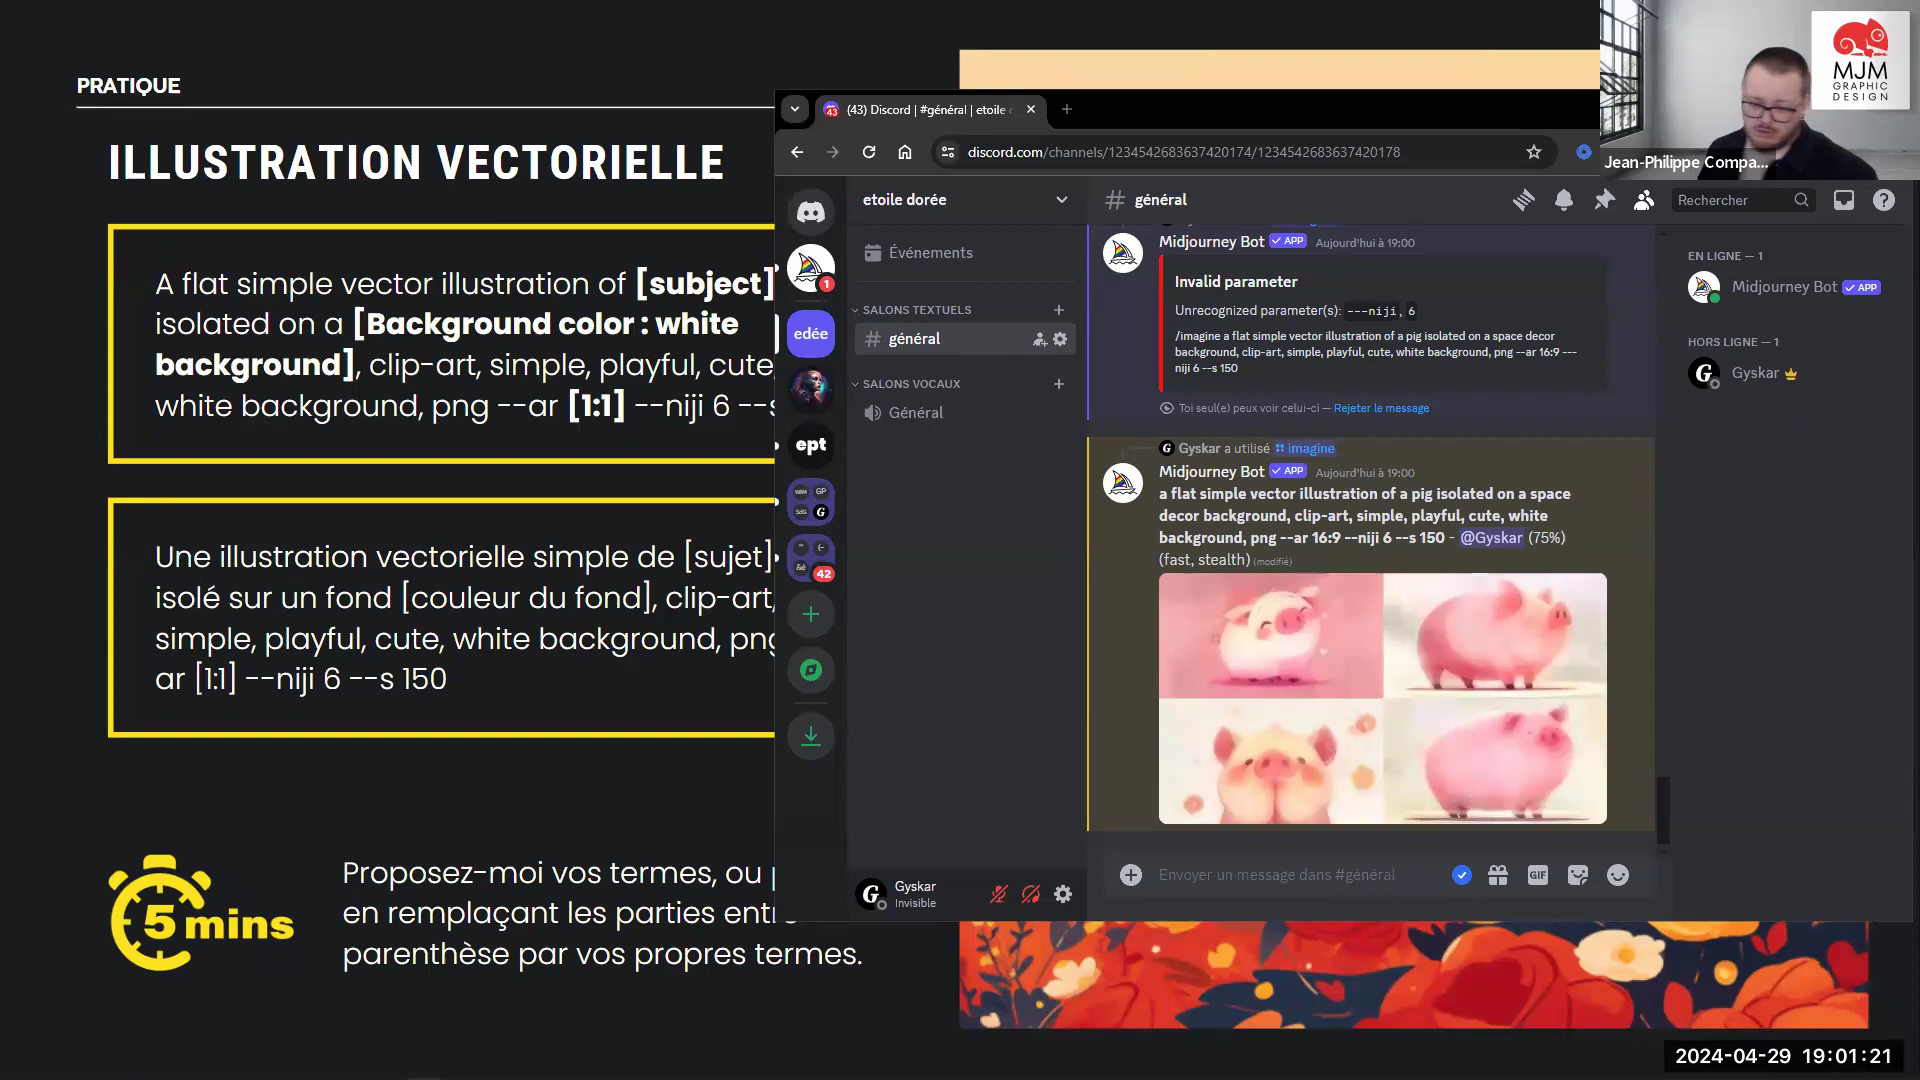 PRATIQUE
ILLUSTRATION VECTORIELLE
A flat simple vector illustration of [subject]
isolated on a [Background color : white
background], clip-art, simple, playful, cute,
white background, png --ar [1:1] --niji 6 --s
Une illustration vectorielle simple de [sujet]
isolé sur un fond [couleur du fond], clip-art,
simple, playful, cute, white background, png
ar [1:1] --niji 6 --s 150
5 mins
Proposez-moi vos termes, ou
en remplaçant les parties
parenthèse par vos propres termes.
(43) Discord | #général | etoile
discord.com/channels/1234542683637420174/1234542683637420178
1
edée
ept
WBM GP
SdG G
42
etoile dorée
Événements
SALONS TEXTUELS
# général
SALONS VOCAUX
Général
Gyskar
Invisible
# général
Rechercher
Midjourney Bot APP Aujourd'hui à 19:00
Invalid parameter
Unrecognized parameter(s): ---niji, 6
/imagine a flat simple vector illustration of a pig isolated on a space decor
background, clip-art, simple, playful, cute, white background, png --ar 16:9 ---
niji 6 --s 150
Toi seul(e) peux voir celui-ci — Rejeter le message
Gyskar a utilisé imagine
Midjourney Bot APP Aujourd'hui à 19:00
a flat simple vector illustration of a pig isolated on a space
decor background, clip-art, simple, playful, cute, white
background, png --ar 16:9 --niji 6 --s 150 - @Gyskar (75%)
(fast, stealth) (modifié)
Envoyer un message dans #général
GIF
EN LIGNE — 1
Midjourney Bot APP
HORS LIGNE — 1
Gyskar
MJM
GRAPHIC
DESIGN
Jean-Philippe Compa...
2024-04-29 19:01:21